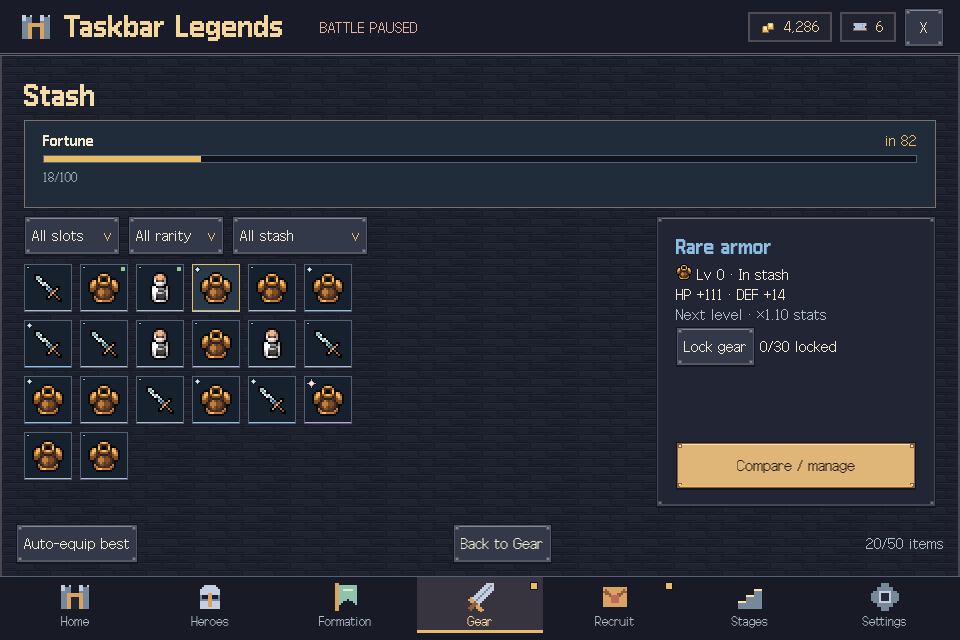 Taskbar Legends
BATTLE PAUSED
4,286
6
X
Stash
Fortune
in 82
18/100
All slots v
All rarity v
All stash v
Rare armor
Lv 0 · In stash
HP +111 · DEF +14
Next level · ×1.10 stats
Lock gear
0/30 locked
Compare / manage
Auto-equip best
Back to Gear
20/50 items
Home
Heroes
Formation
Gear
Recruit
Stages
Settings